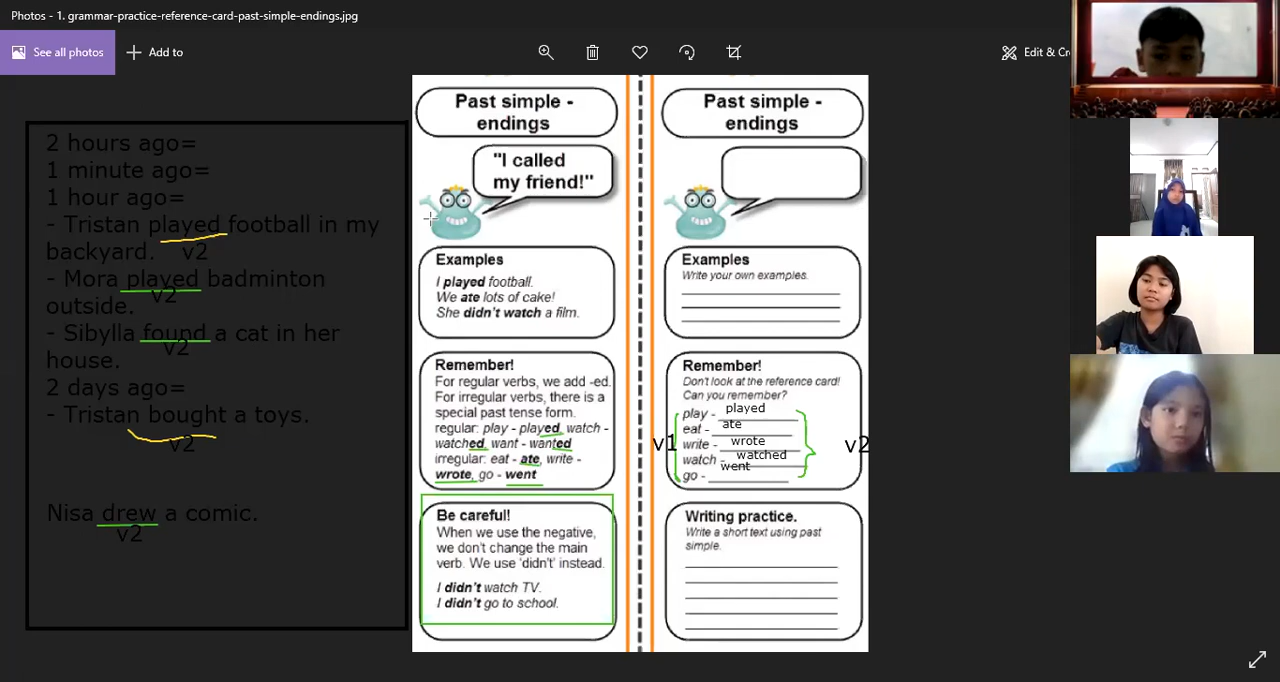 Photos - 1. grammar-practice-reference-card-past-simple-endings.jpg
See all photos
Add to
Edit & Cr
2 hours ago=
1 minute ago=
1 hour ago=
- Tristan played football in my
backyard. v2
- Mora played badminton
v2
outside.
- Sibylla found a cat in her
v2
house.
2 days ago=
- Tristan bought a toys.
v2
Nisa drew a comic.
v2
Past simple -
endings
"I called
my friend!"
Examples
I played football.
We ate lots of cake!
She didn't watch a film.
Remember!
For regular verbs, we add -ed.
For irregular verbs, there is a
special past tense form.
regular: play - played, watch -
watched, want - wanted
irregular: eat - ate, write -
wrote, go - went
Be careful!
When we use the negative,
we don't change the main
verb. We use 'didn't' instead.
I didn't watch TV.
I didn't go to school.
Past simple -
endings
Examples
Write your own examples.
Remember!
Don't look at the reference card!
Can you remember?
play - played
eat - ate
write - wrote
watch - watched
go - went
v1
v2
Writing practice.
Write a short text using past
simple.